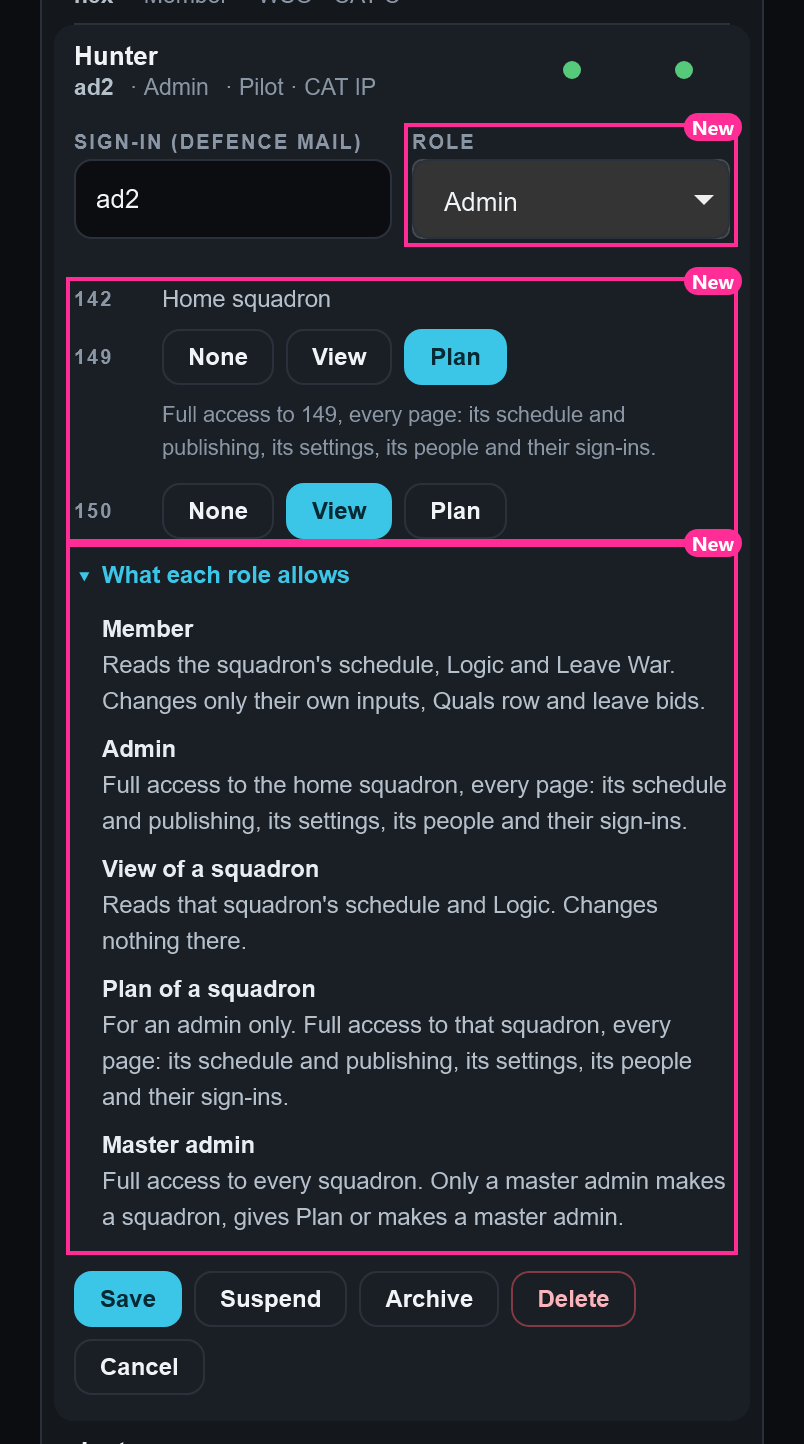 Hunter
ad2 · Admin · Pilot · CAT IP
SIGN-IN (DEFENCE MAIL)
ROLE
New
ad2
Admin
New
142 Home squadron
149 None View Plan
Full access to 149, every page: its schedule and
publishing, its settings, its people and their sign-ins.
150 None View Plan
New
▼ What each role allows
Member
Reads the squadron's schedule, Logic and Leave War.
Changes only their own inputs, Quals row and leave bids.
Admin
Full access to the home squadron, every page: its schedule
and publishing, its settings, its people and their sign-ins.
View of a squadron
Reads that squadron's schedule and Logic. Changes
nothing there.
Plan of a squadron
For an admin only. Full access to that squadron, every
page: its schedule and publishing, its settings, its people
and their sign-ins.
Master admin
Full access to every squadron. Only a master admin makes
a squadron, gives Plan or makes a master admin.
Save Suspend Archive Delete
Cancel